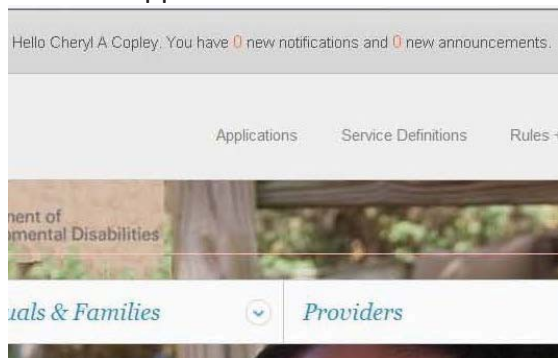 Hello Cheryl A Copley. You have 0 new notifications and 0 new announcements.
Applications Service Definitions Rules +
nent of
omental Disabilities
uals & Families Providers